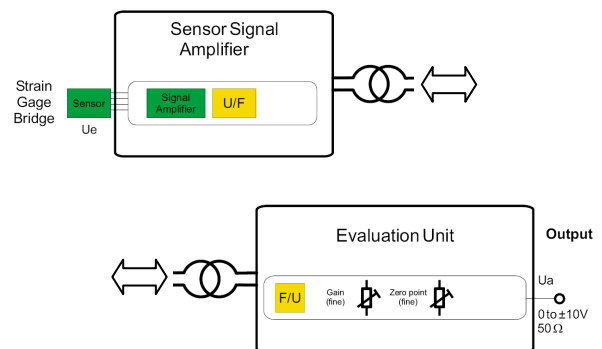 Sensor Signal
Amplifier
Strain
Gage
Bridge
Sensor
Ue
Signal
Amplifier
U/F
Evaluation Unit
Output
F/U
Gain
(fine)
Zero point
(fine)
Ua
0 to ±10V
50 Ω